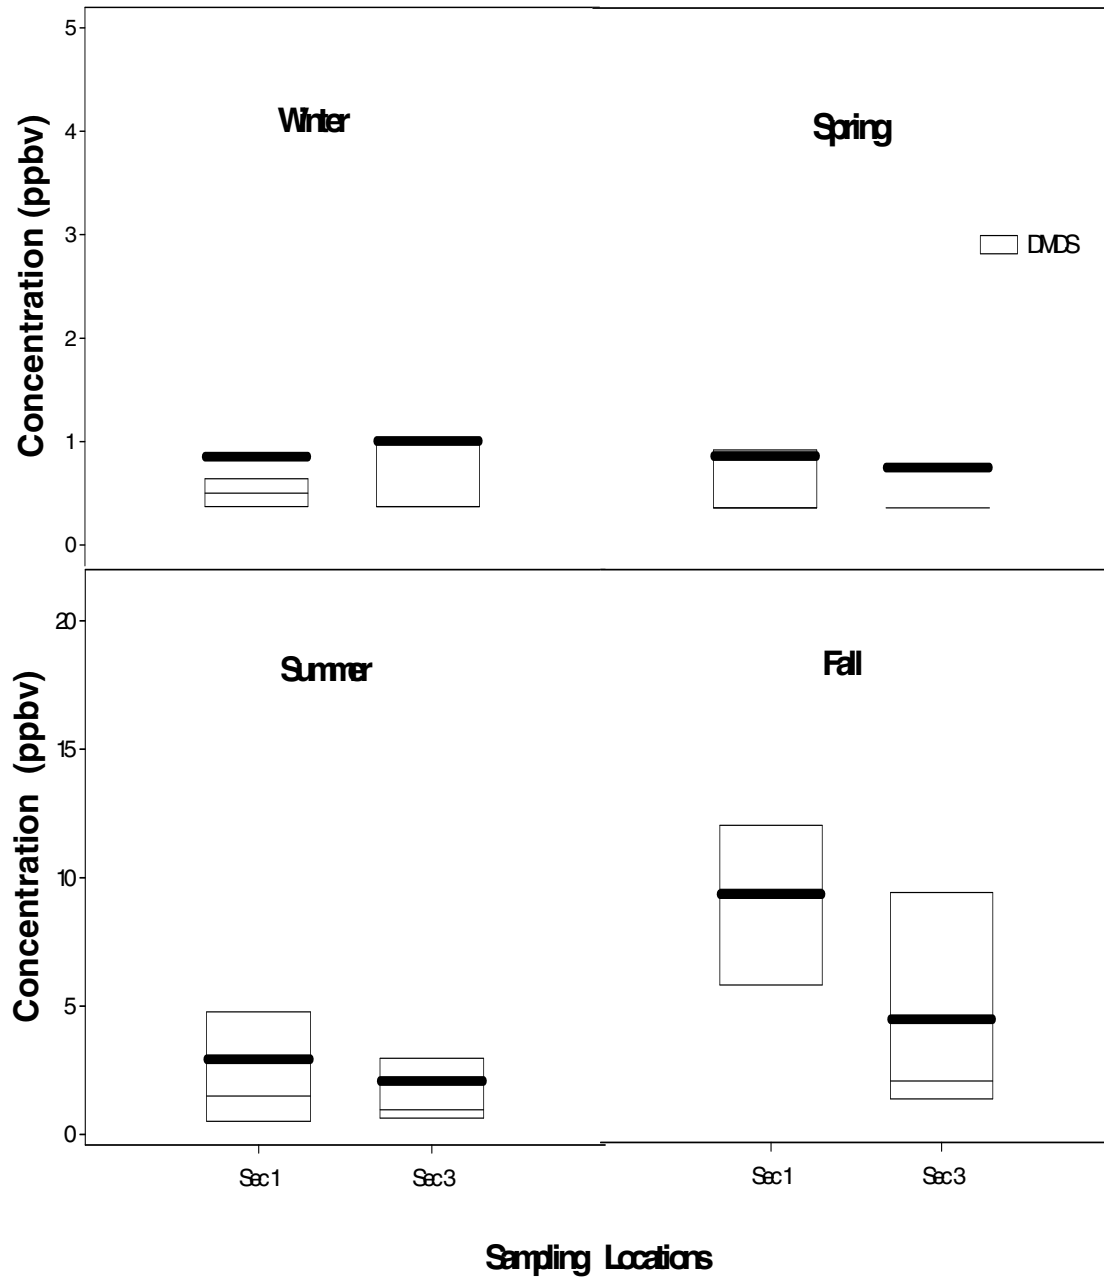 Concentration (ppbv)
5
4
3
2
1
0
Winter
Spring
DMDS
Concentration (ppbv)
20
15
10
5
0
Summer
Fall
Sec1
Sec3
Sec1
Sec3
Sampling Locations